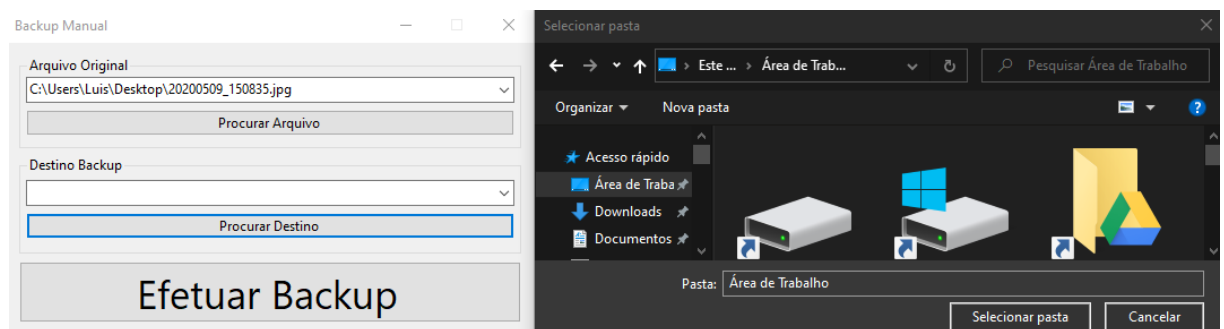 Backup Manual
Arquivo Original
C:\Users\Luis\Desktop\20200509_150835.jpg
Procurar Arquivo
Destino Backup
Procurar Destino
Efetuar Backup
Selecionar pasta
Este ... › Área de Trab...
Pesquisar Área de Trabalho
Organizar
Nova pasta
?
Acesso rápido
Área de Traba
Downloads
Documentos
Pasta: Área de Trabalho
Selecionar pasta
Cancelar